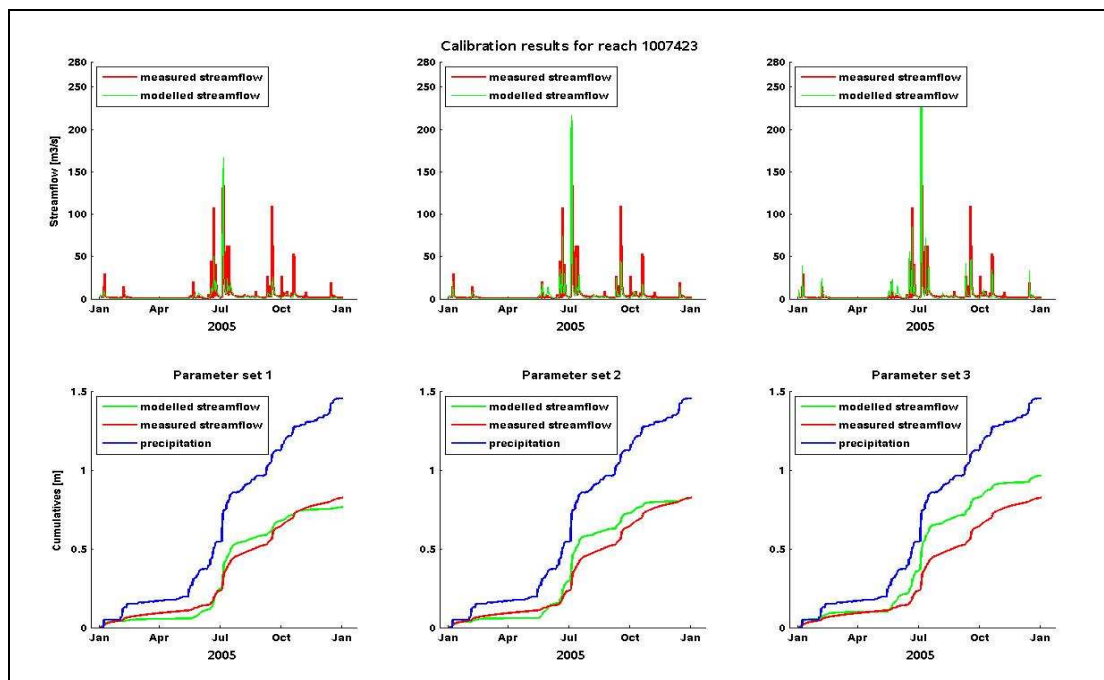 Calibration results for reach 1007423
280
250
200
150
100
50
0
Streamflow [m3/s]
measured streamflow
modelled streamflow
Jan Apr Jul Oct Jan
2005
280
250
200
150
100
50
0
measured streamflow
modelled streamflow
Jan Apr Jul Oct Jan
2005
280
250
200
150
100
50
0
measured streamflow
modelled streamflow
Jan Apr Jul Oct Jan
2005
Parameter set 1
1.5
1
0.5
0
Cumulatives [m]
modelled streamflow
measured streamflow
precipitation
Jan Apr Jul Oct Jan
2005
Parameter set 2
1.5
1
0.5
0
modelled streamflow
measured streamflow
precipitation
Jan Apr Jul Oct Jan
2005
Parameter set 3
1.5
1
0.5
0
modelled streamflow
measured streamflow
precipitation
Jan Apr Jul Oct Jan
2005